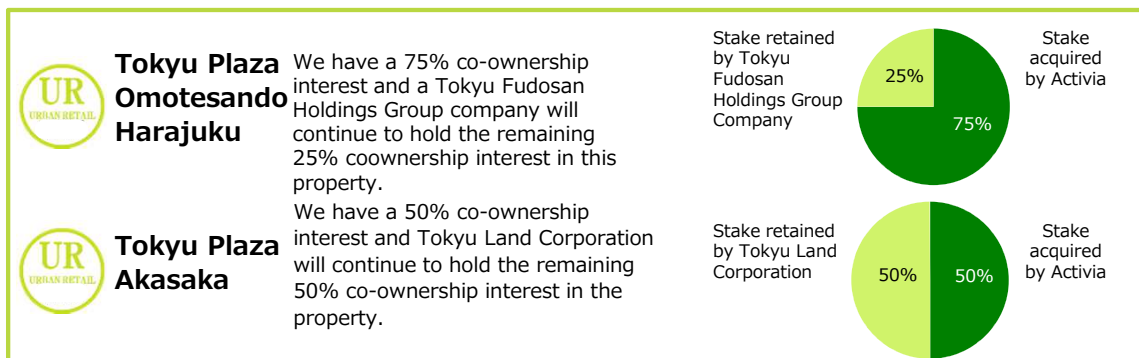 UR
URBAN RETAIL
Tokyu Plaza
Omotesando
Harajuku
We have a 75% co-ownership
interest and a Tokyu Fudosan
Holdings Group company will
continue to hold the remaining
25% coownership interest in this
property.
Stake retained
by Tokyu
Fudosan
Holdings Group
Company
25%
75%
Stake
acquired
by Activia
UR
URBAN RETAIL
Tokyu Plaza
Akasaka
We have a 50% co-ownership
interest and Tokyu Land Corporation
will continue to hold the remaining
50% co-ownership interest in the
property.
Stake retained
by Tokyu Land
Corporation
50%
50%
Stake
acquired
by Activia